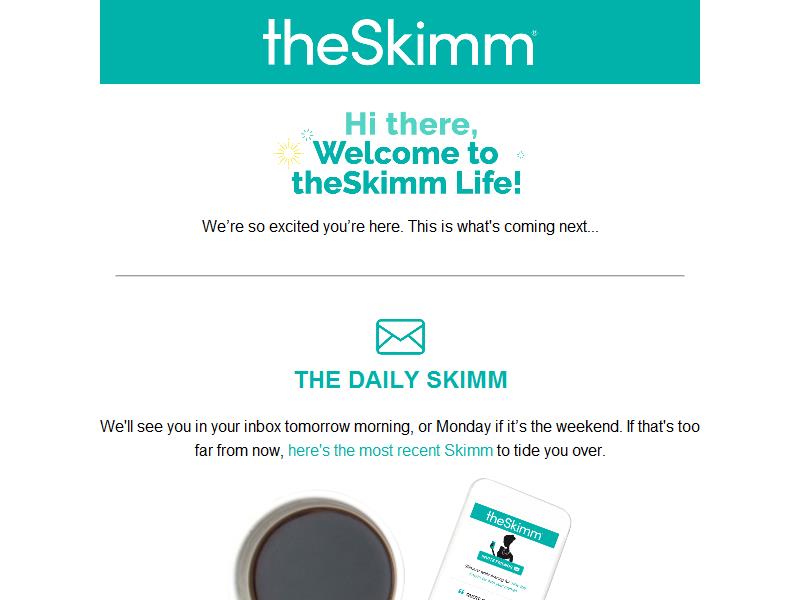 theSkimm®
Hi there,
Welcome to
theSkimm Life!
We’re so excited you’re here. This is what's coming next...
THE DAILY SKIMM
We'll see you in your inbox tomorrow morning, or Monday if it’s the weekend. If that's too
far from now, here's the most recent Skimm to tide you over.
theSkimm